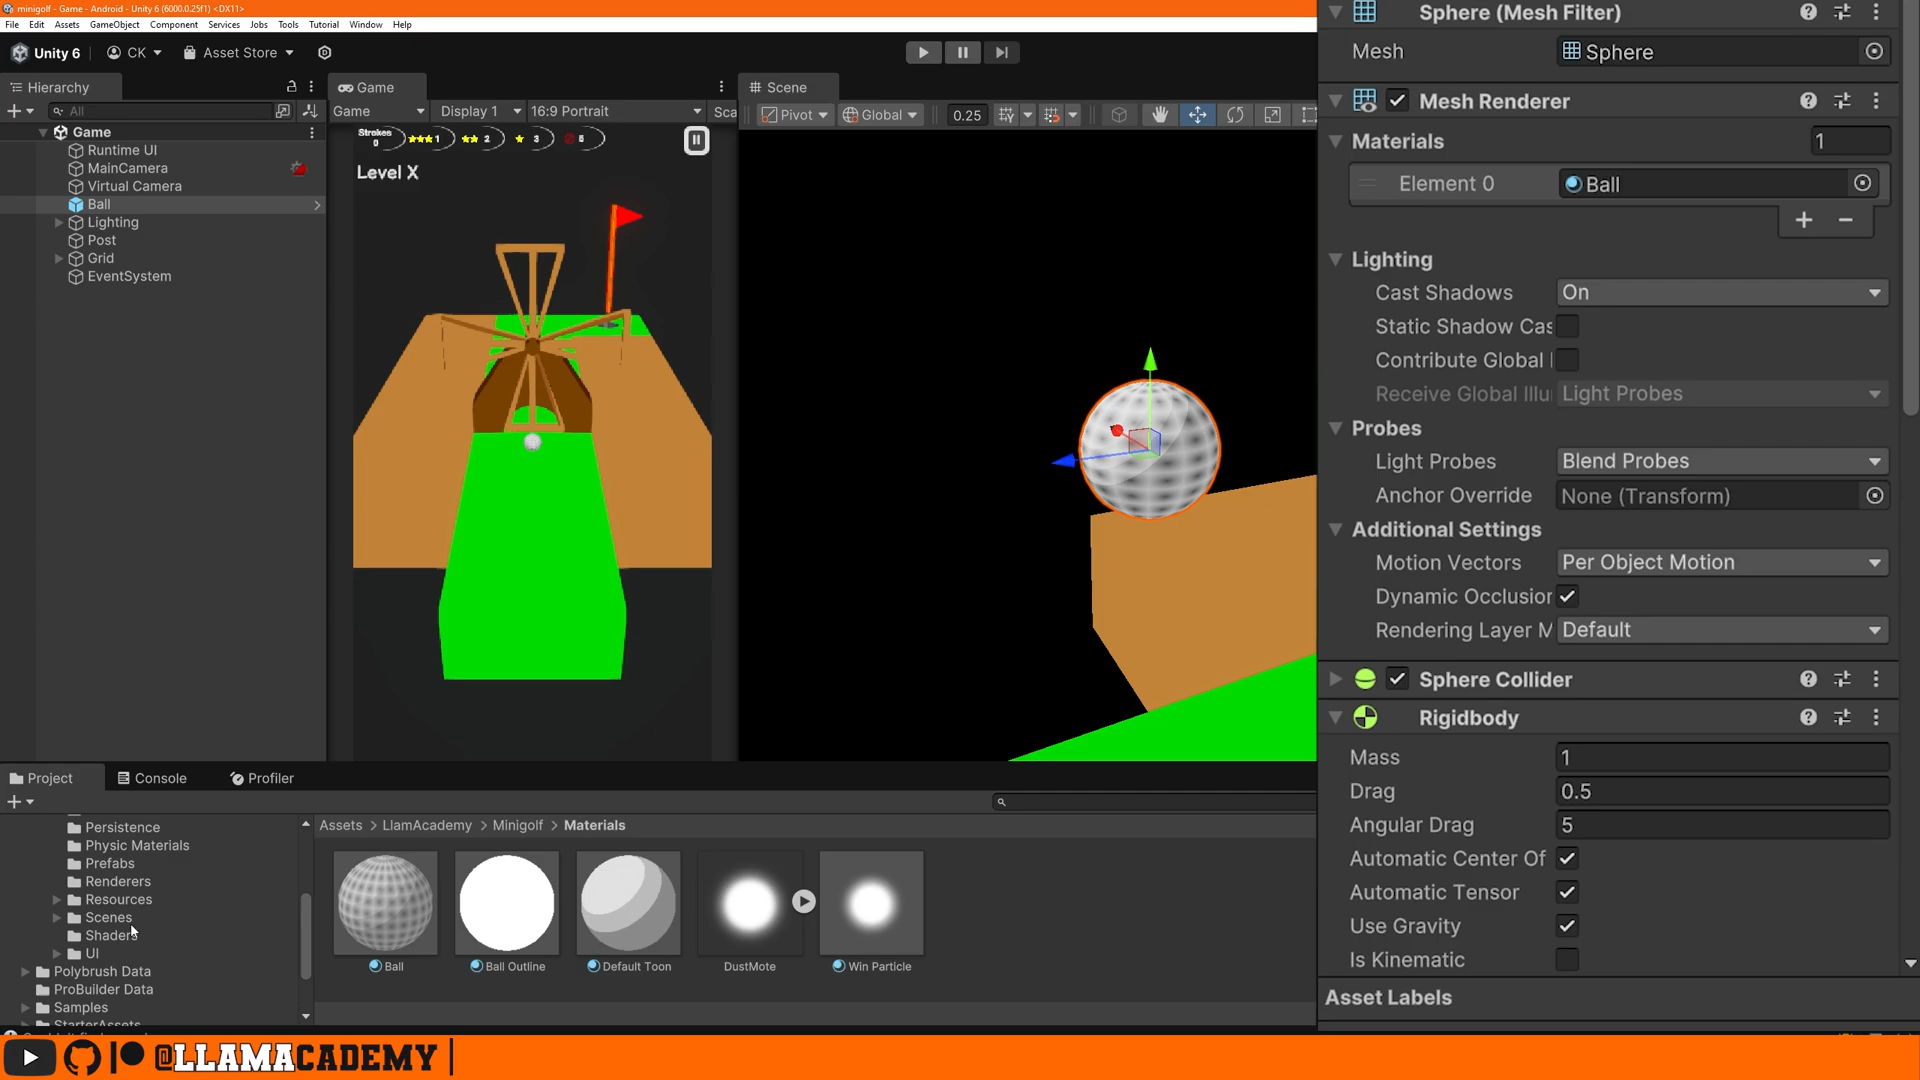 minigolf - Game - Android - Unity 6 (6000.0.25f1) <DX11>
File Edit Assets GameObject Component Services Jobs Tools Tutorial Window Help
Unity 6 CK Asset Store
Hierarchy
All
Game
Runtime UI
MainCamera
Virtual Camera
Ball
Lighting
Post
Grid
EventSystem
Game
Game Display 1 16:9 Portrait Sca
Strokes
0 1 2 3 5
Level X
Scene
Pivot Global 0.25
Sphere (Mesh Filter)
Mesh Sphere
Mesh Renderer
Materials 1
Element 0 Ball
Lighting
Cast Shadows On
Static Shadow Cas
Contribute Global I
Receive Global Illu Light Probes
Probes
Light Probes Blend Probes
Anchor Override None (Transform)
Additional Settings
Motion Vectors Per Object Motion
Dynamic Occlusion
Rendering Layer M Default
Sphere Collider
Rigidbody
Mass 1
Drag 0.5
Angular Drag 5
Automatic Center Of
Automatic Tensor
Use Gravity
Is Kinematic
Asset Labels
Project Console Profiler
Persistence
Physic Materials
Prefabs
Renderers
Resources
Scenes
Shaders
UI
Polybrush Data
ProBuilder Data
Samples
StarterAssets
Assets > LlamAcademy > Minigolf > Materials
Ball Ball Outline Default Toon DustMote Win Particle
@LLAMACADEMY